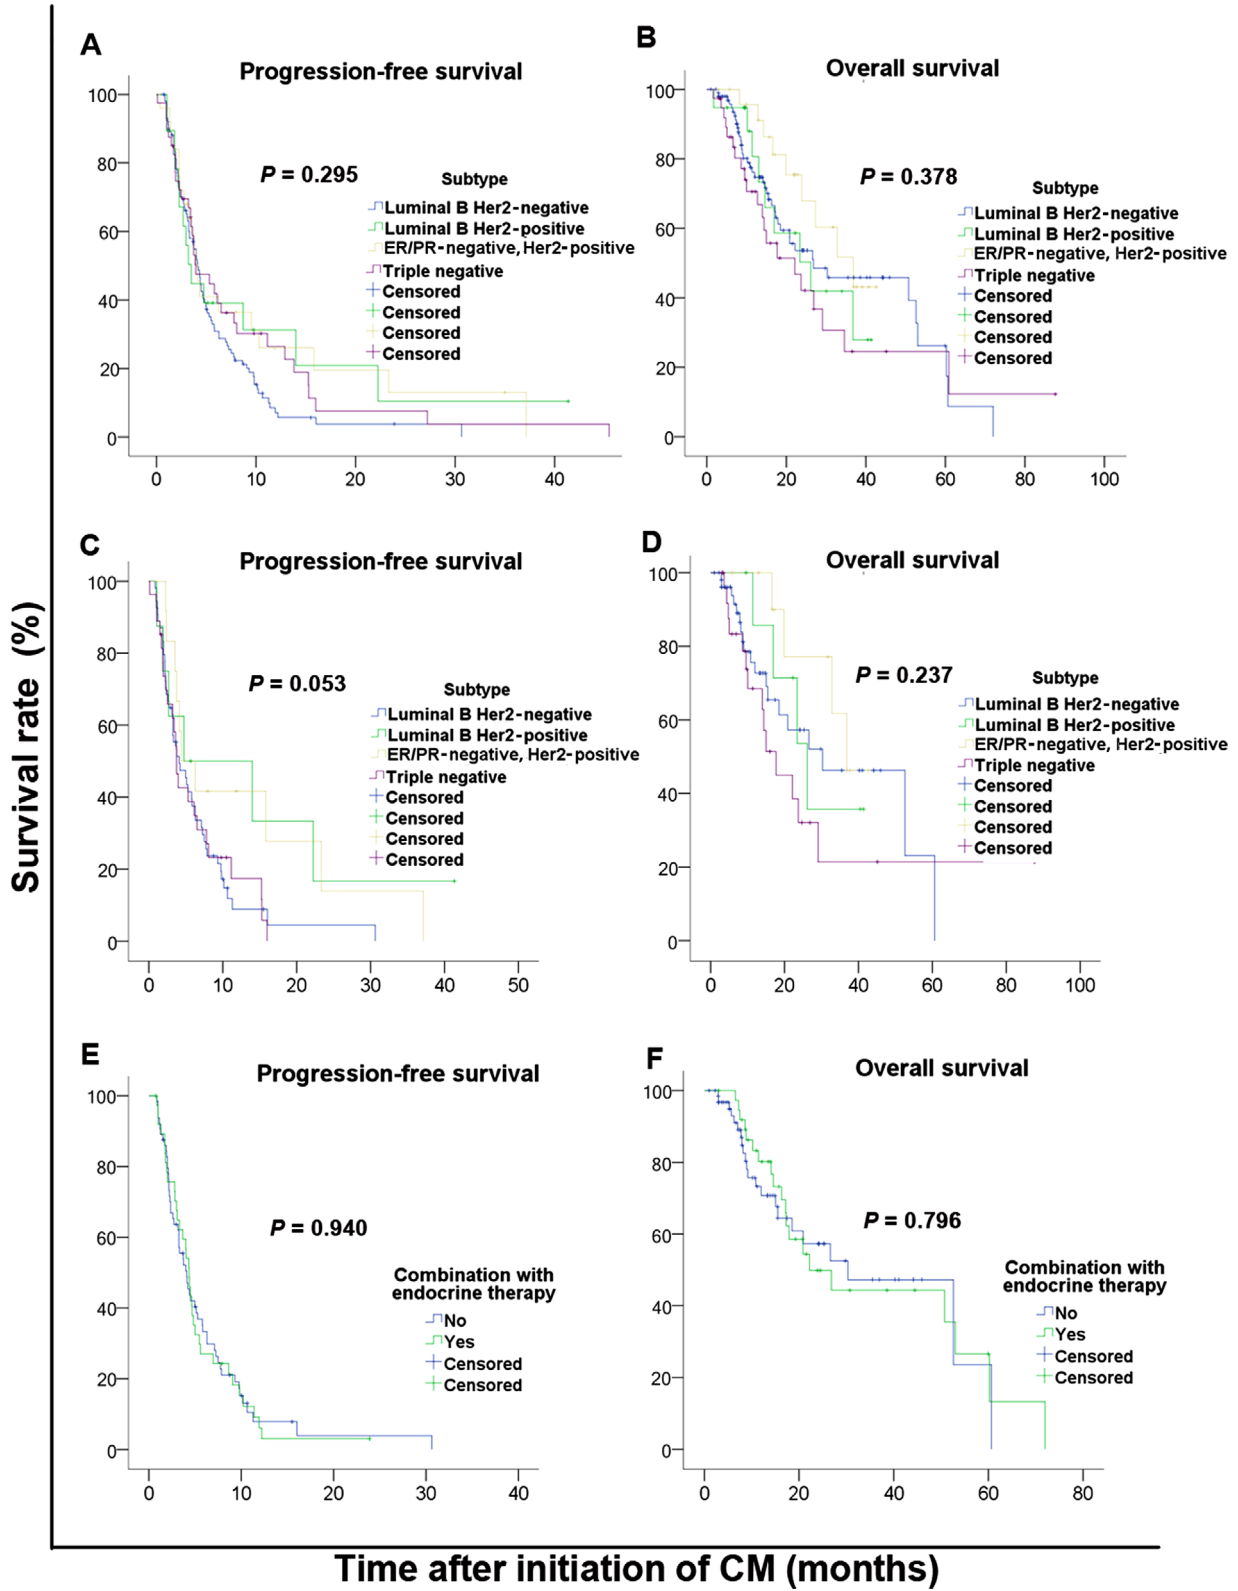 A
Progression-free survival
100
80
60
40
20
0
P = 0.295
Subtype
Luminal B Her2-negative
Luminal B Her2-positive
ER/PR-negative, Her2-positive
Triple negative
Censored
Censored
Censored
Censored
0 10 20 30 40
B
Overall survival
100
80
60
40
20
0
P = 0.378
Subtype
Luminal B Her2-negative
Luminal B Her2-positive
ER/PR-negative, Her2-positive
Triple negative
Censored
Censored
Censored
Censored
0 20 40 60 80 100
C
Progression-free survival
100
80
60
40
20
0
P = 0.053
Subtype
Luminal B Her2-negative
Luminal B Her2-positive
ER/PR-negative, Her2-positive
Triple negative
Censored
Censored
Censored
Censored
0 10 20 30 40 50
D
Overall survival
100
80
60
40
20
0
P = 0.237
Subtype
Luminal B Her2-negative
Luminal B Her2-positive
ER/PR-negative, Her2-positive
Triple negative
Censored
Censored
Censored
Censored
0 20 40 60 80 100
E
Progression-free survival
100
80
60
40
20
0
P = 0.940
Combination with
endocrine therapy
No
Yes
Censored
Censored
0 10 20 30 40
F
Overall survival
100
80
60
40
20
0
P = 0.796
Combination with
endocrine therapy
No
Yes
Censored
Censored
0 20 40 60 80
Survival rate (%)
Time after initiation of CM (months)